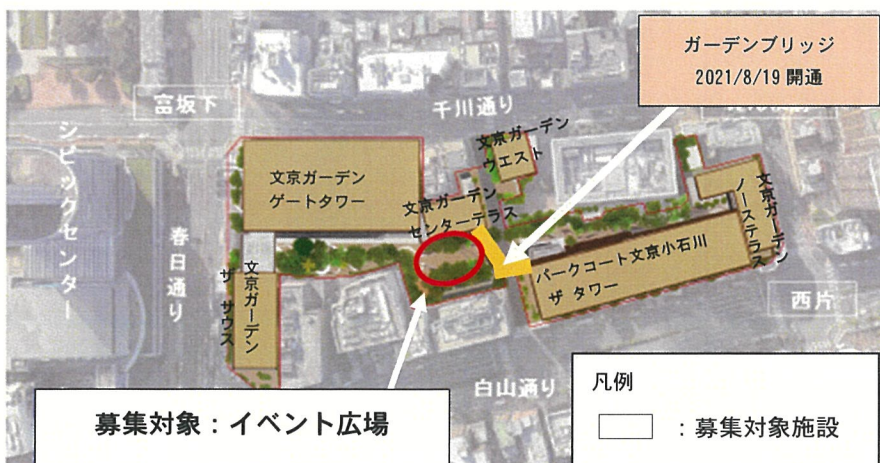 ガーデンブリッジ
2021/8/19 開通
富坂下
千川通り
シビックセンター
春日通り
文京ガーデン
ゲートタワー
文京ガーデン
ウエスト
文京ガーデン
センターテラス
文京ガーデン
ノーステラス
パークコート文京小石川
ザ タワー
文京ガーデン
ザ サウス
西片
白山通り
募集対象:イベント広場
凡例
:募集対象施設